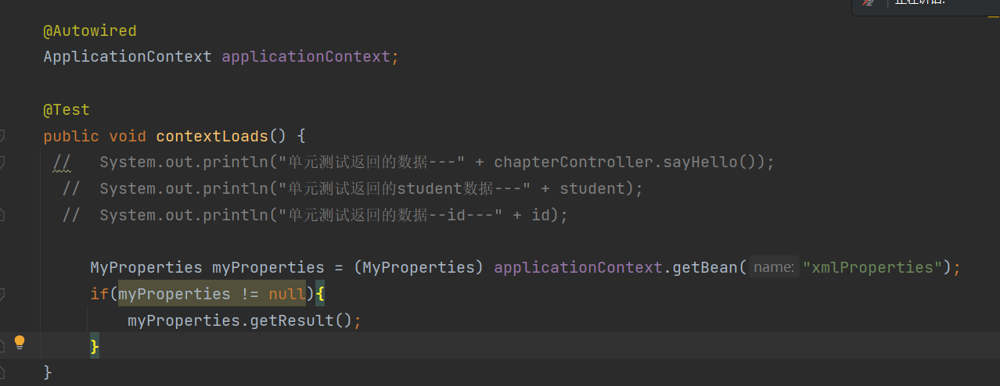 @Autowired
ApplicationContext applicationContext;
@Test
public void contextLoads() {
//   System.out.println("单元测试返回的数据---" + chapterController.sayHello());
//  System.out.println("单元测试返回的student数据---" + student);
//  System.out.println("单元测试返回的数据--id---" + id);
MyProperties myProperties = (MyProperties) applicationContext.getBean( name: "xmlProperties");
if(myProperties != null){
myProperties.getResult();
}
}